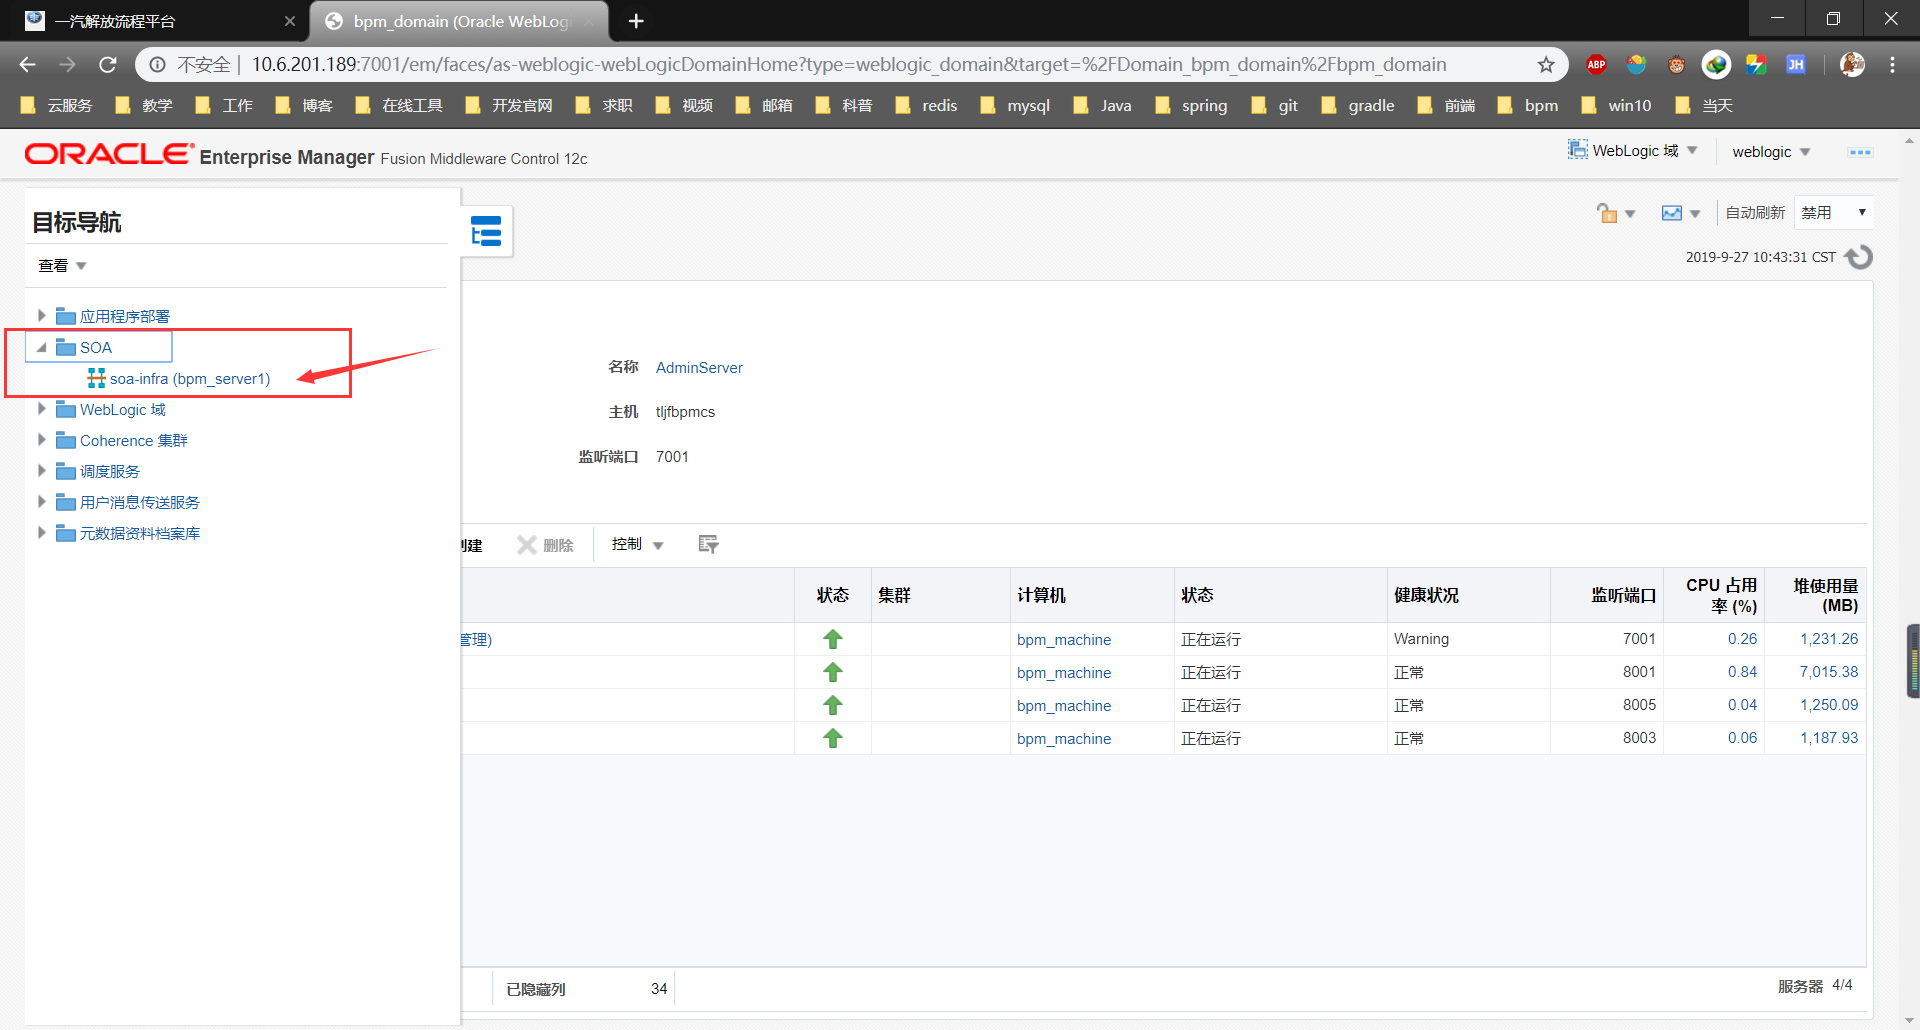 一汽解放流程平台
bpm_domain (Oracle WebLog
不安全 | 10.6.201.189:7001/em/faces/as-weblogic-webLogicDomainHome?type=weblogic_domain&target=%2FDomain_bpm_domain%2Fbpm_domain
ABP
JH
云服务 教学 工作 博客 在线工具 开发官网 求职 视频 邮箱 科普 redis mysql Java spring git gradle 前端 bpm win10 当天
ORACLE Enterprise Manager Fusion Middleware Control 12c
WebLogic 域 weblogic
目标导航
自动刷新 禁用
查看
2019-9-27 10:43:31 CST
应用程序部署
SOA
soa-infra (bpm_server1)
WebLogic 域
Coherence 集群
调度服务
用户消息传送服务
元数据资料档案库
名称 AdminServer
主机 tljfbpmcs
监听端口 7001
创建 删除 控制
状态 集群 计算机 状态 健康状况 监听端口 CPU 占用率 (%) 堆使用量 (MB)
管理) bpm_machine 正在运行 Warning 7001 0.26 1,231.26
bpm_machine 正在运行 正常 8001 0.84 7,015.38
bpm_machine 正在运行 正常 8005 0.04 1,250.09
bpm_machine 正在运行 正常 8003 0.06 1,187.93
已隐藏列 34
服务器 4/4